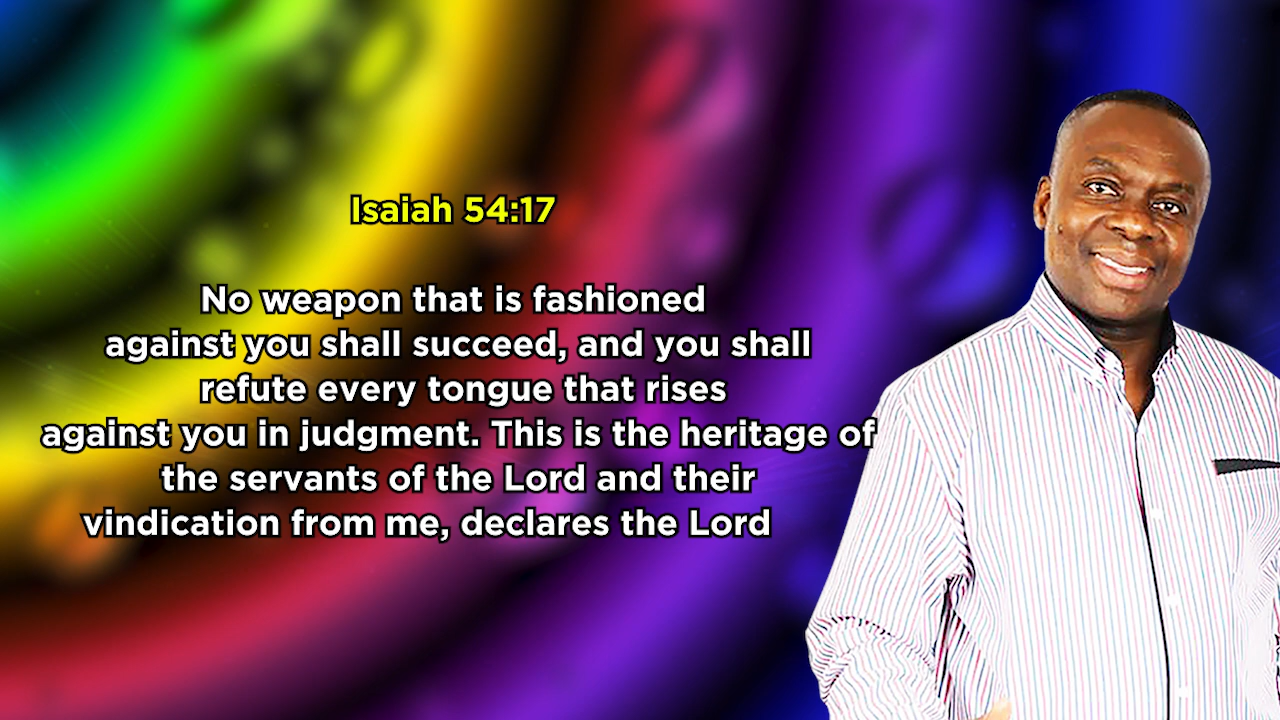 Isaiah 54:17
No weapon that is fashioned
against you shall succeed, and you shall
refute every tongue that rises
against you in judgment. This is the heritage of
the servants of the Lord and their
vindication from me, declares the Lord